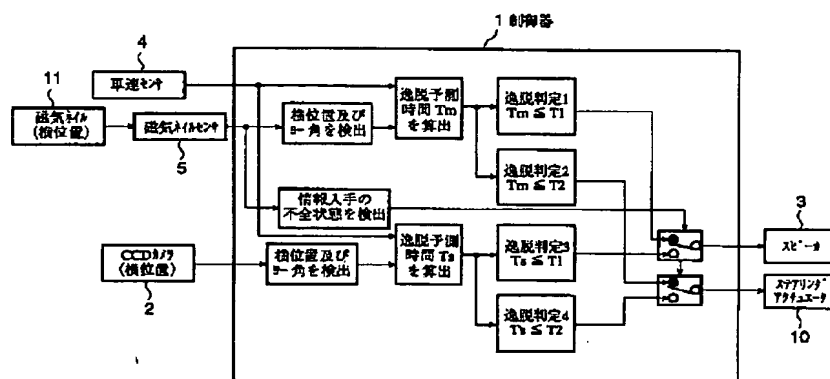 1 制御器
4
車速センサ
11
磁気ネイル
(横位置)
磁気ネイルセンサ
5
横位置及び
ヨー角を検出
逸脱予測
時間 Tm
を算出
逸脱判定1
Tm ≦ T1
逸脱判定2
Tm ≦ T2
情報入手の
不全状態を検出
3
スピーカ
CCDカメラ
(横位置)
2
横位置及び
ヨー角を検出
逸脱予測
時間 Ts
を算出
逸脱判定3
Ts ≦ T1
逸脱判定4
Ts ≦ T2
ステアリング
アクチュエータ
10